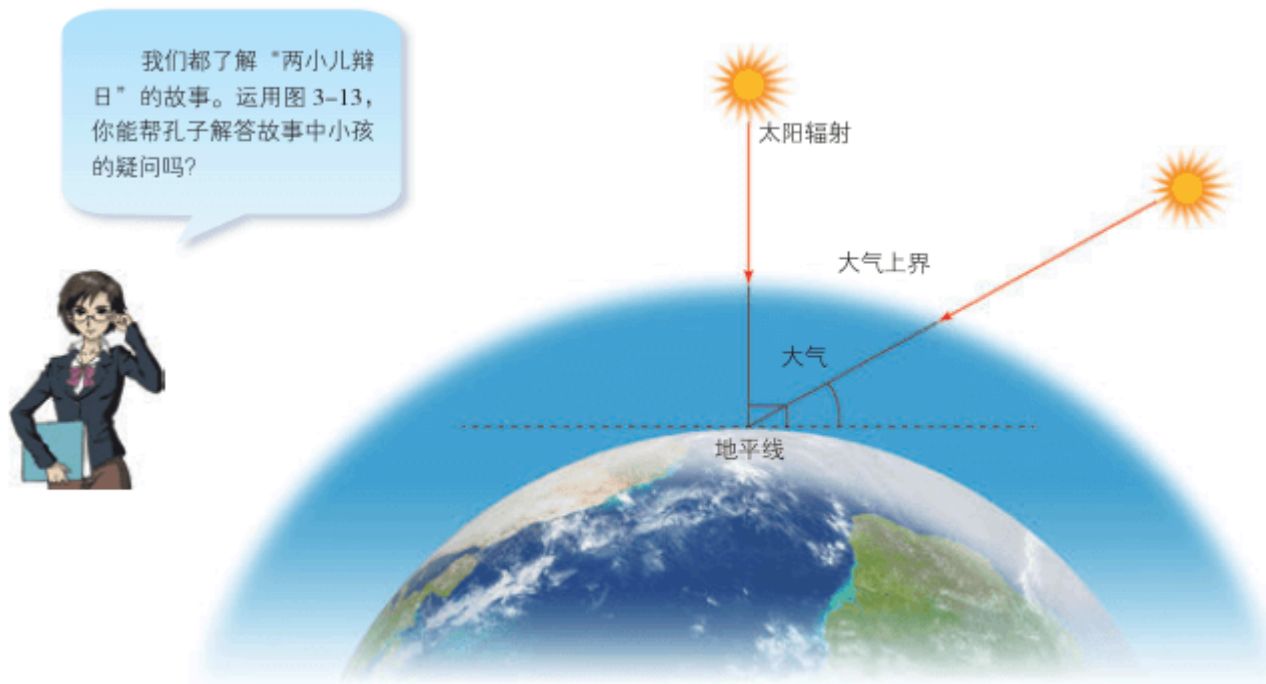 我们都了解“两小儿辩
日”的故事。运用图 3-13,
你能帮孔子解答故事中小孩
的疑问吗?
太阳辐射
大气上界
大气
地平线